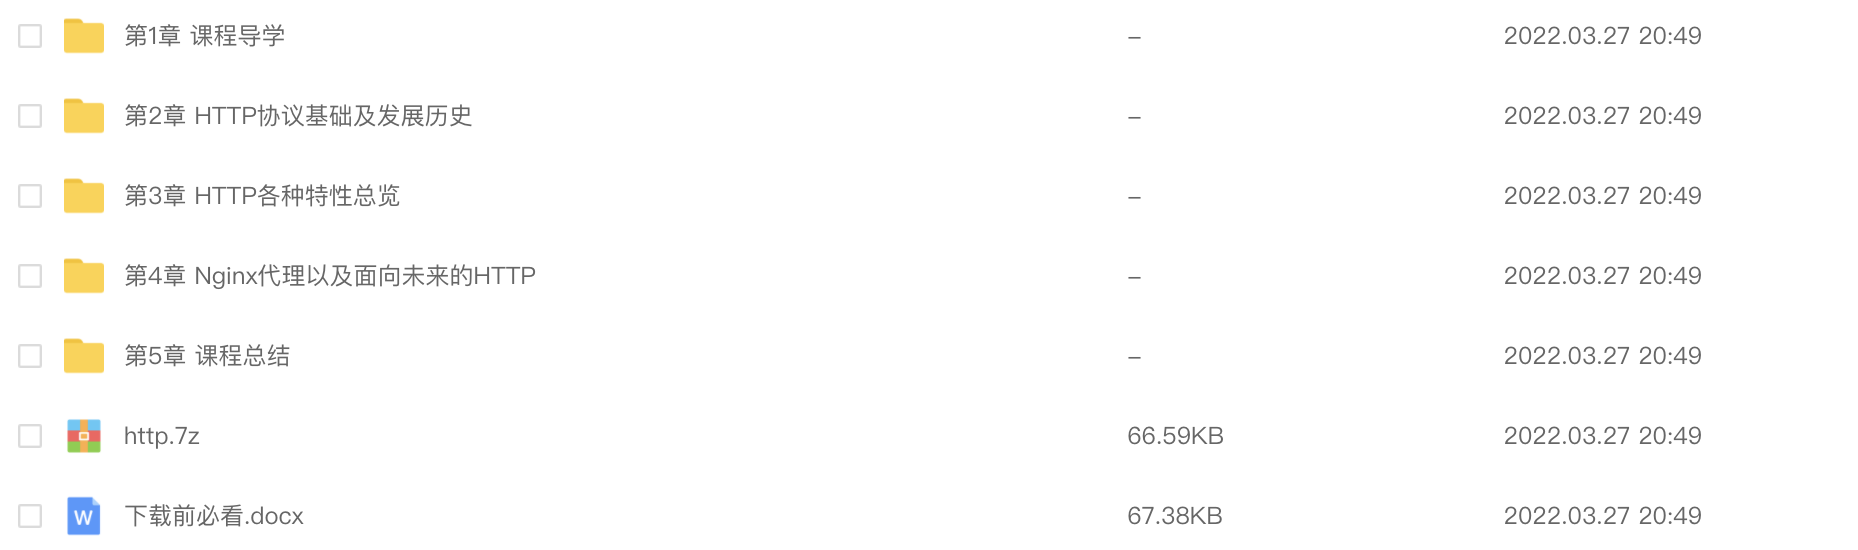 第1章 课程导学 – 2022.03.27 20:49
第2章 HTTP协议基础及发展历史 – 2022.03.27 20:49
第3章 HTTP各种特性总览 – 2022.03.27 20:49
第4章 Nginx代理以及面向未来的HTTP – 2022.03.27 20:49
第5章 课程总结 – 2022.03.27 20:49
http.7z 66.59KB 2022.03.27 20:49
W 下载前必看.docx 67.38KB 2022.03.27 20:49